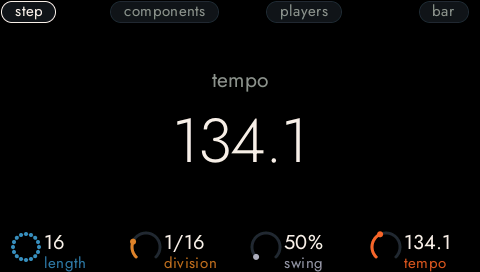 step components players bar
tempo
134.1
16 1/16 50% 134.1
length division swing tempo